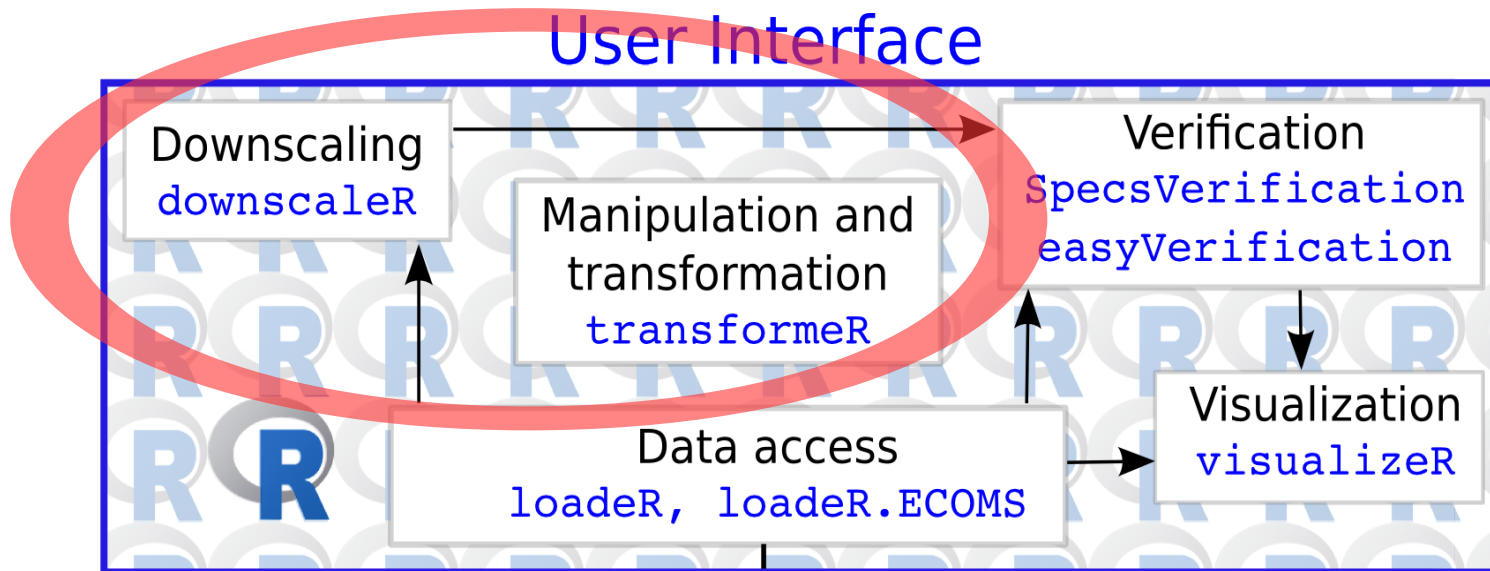 User Interface
Downscaling
downscaleR
Manipulation and
transformation
transformeR
Verification
SpecsVerification
easyVerification
Visualization
visualizeR
Data access
loadeR, loadeR.ECOMS
R